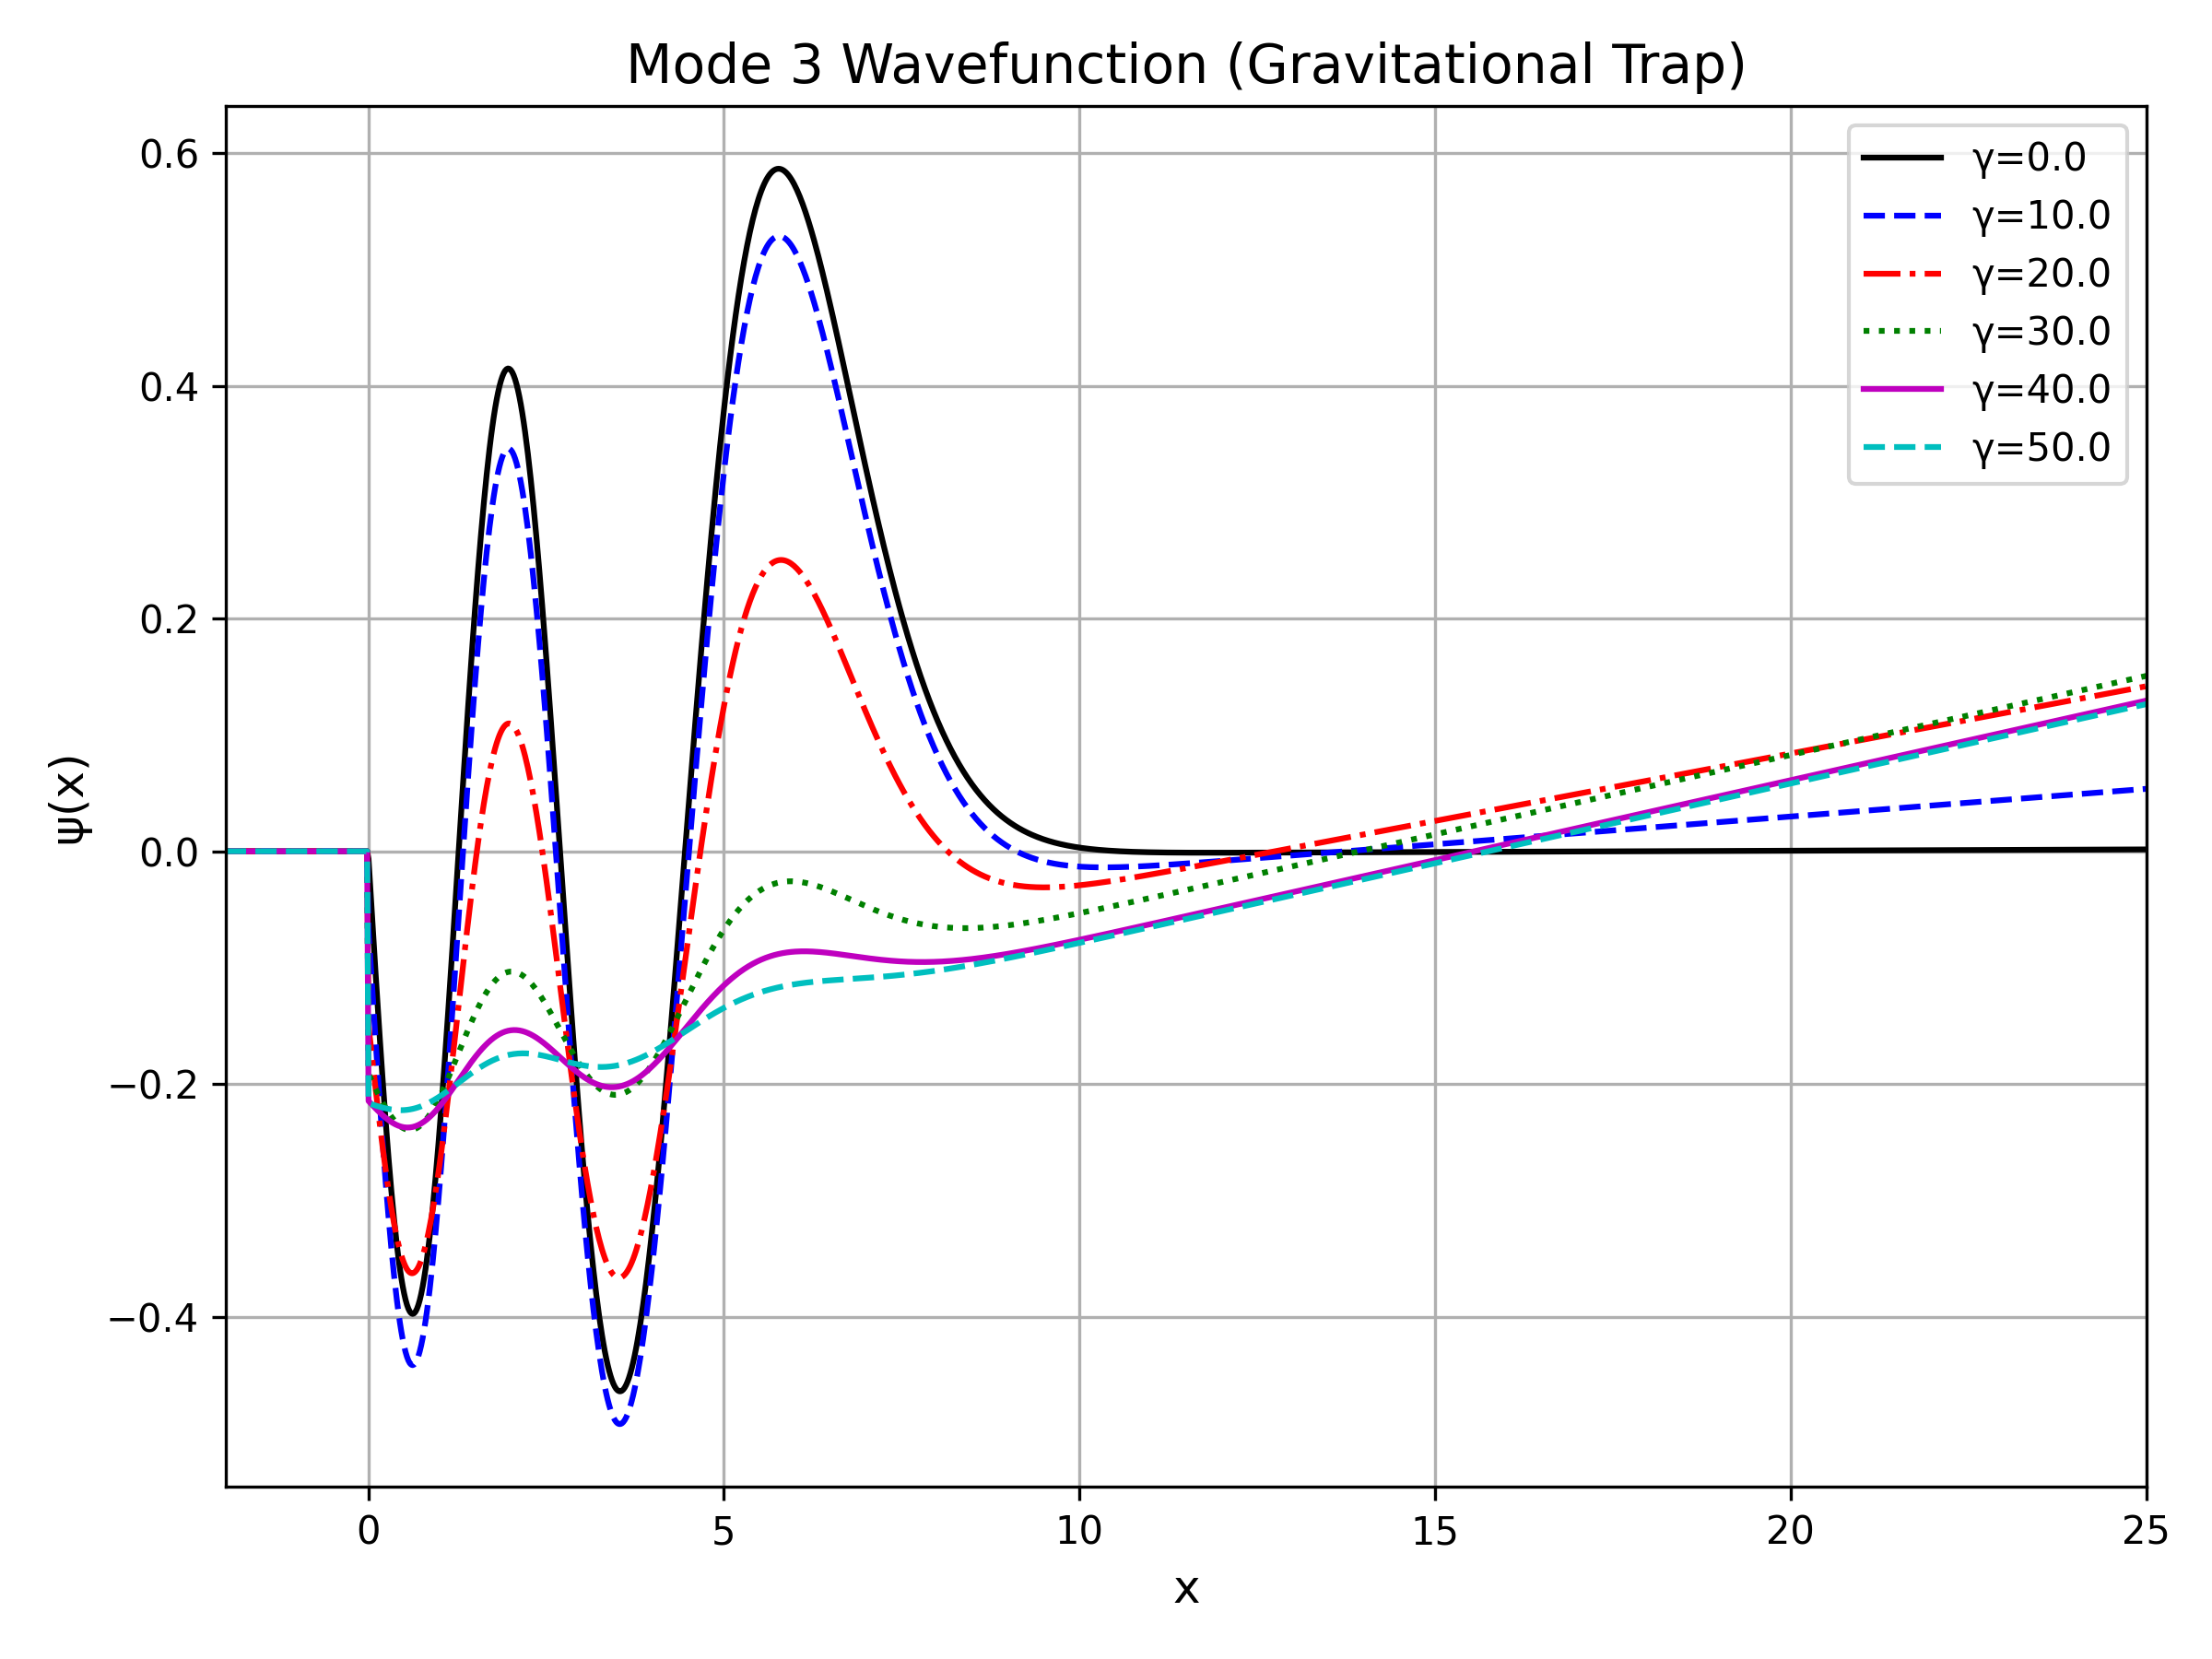 Mode 3 Wavefunction (Gravitational Trap)
γ=0.0
γ=10.0
γ=20.0
γ=30.0
γ=40.0
γ=50.0
0.6
0.4
0.2
0.0
−0.2
−0.4
ψ(x)
0 5 10 15 20 25
x